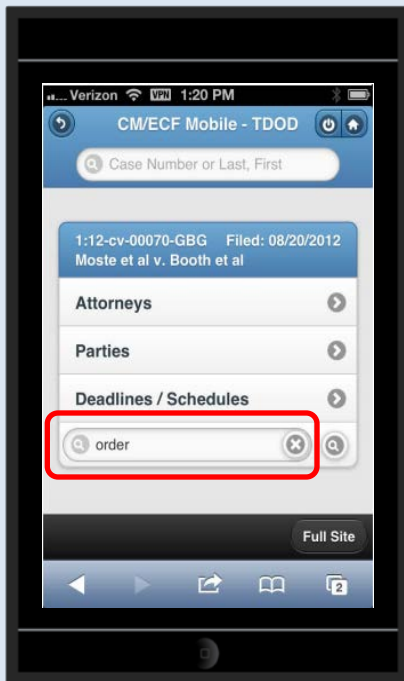 ... Verizon VPN 1:20 PM
CM/ECF Mobile - TDOD
Case Number or Last, First
1:12-cv-00070-GBG Filed: 08/20/2012
Moste et al v. Booth et al
Attorneys
Parties
Deadlines / Schedules
order
Full Site
2